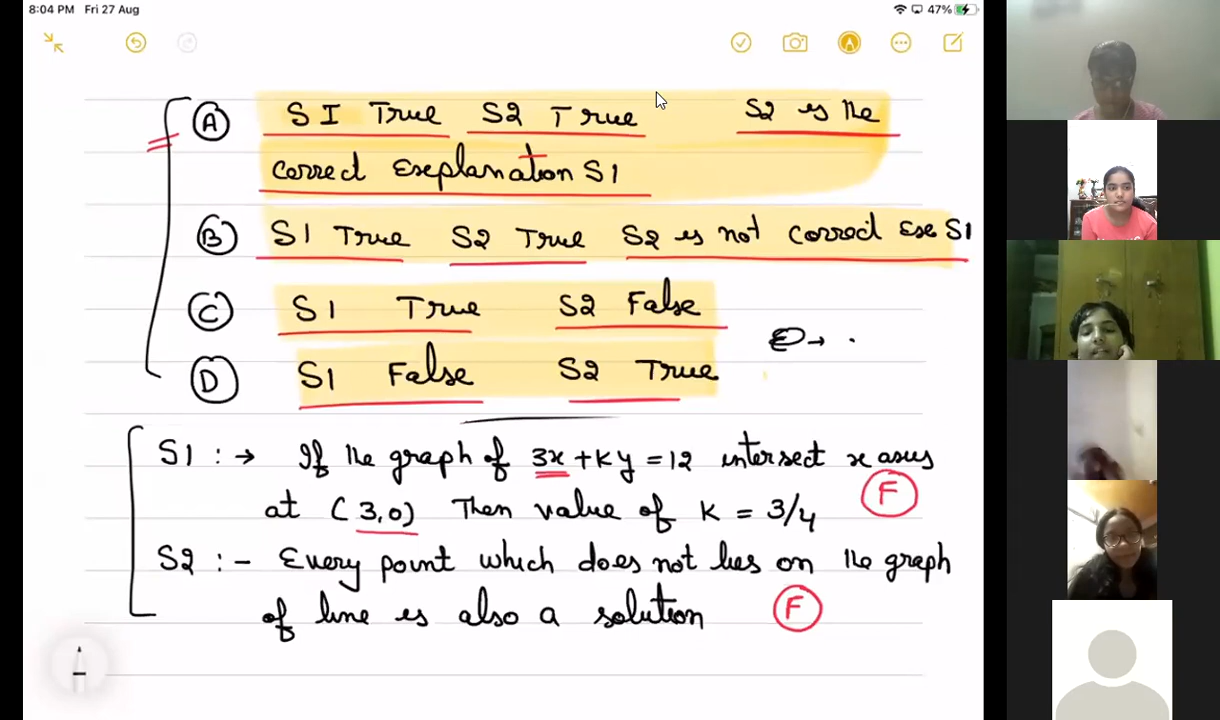 8:04 PM Fri 27 Aug
47%
A S I True S2 True S2 is the
correct Exeplanation S1
B S1 True S2 True S2 is not correct Exe S1
C S1 True S2 False
E → .
D S1 False S2 True
S1 : → If the graph of 3x + ky = 12 intersect x axis
at (3,0) Then value of K = 3/4 F
S2 :- Every point which does not lies on the graph
of line is also a solution F